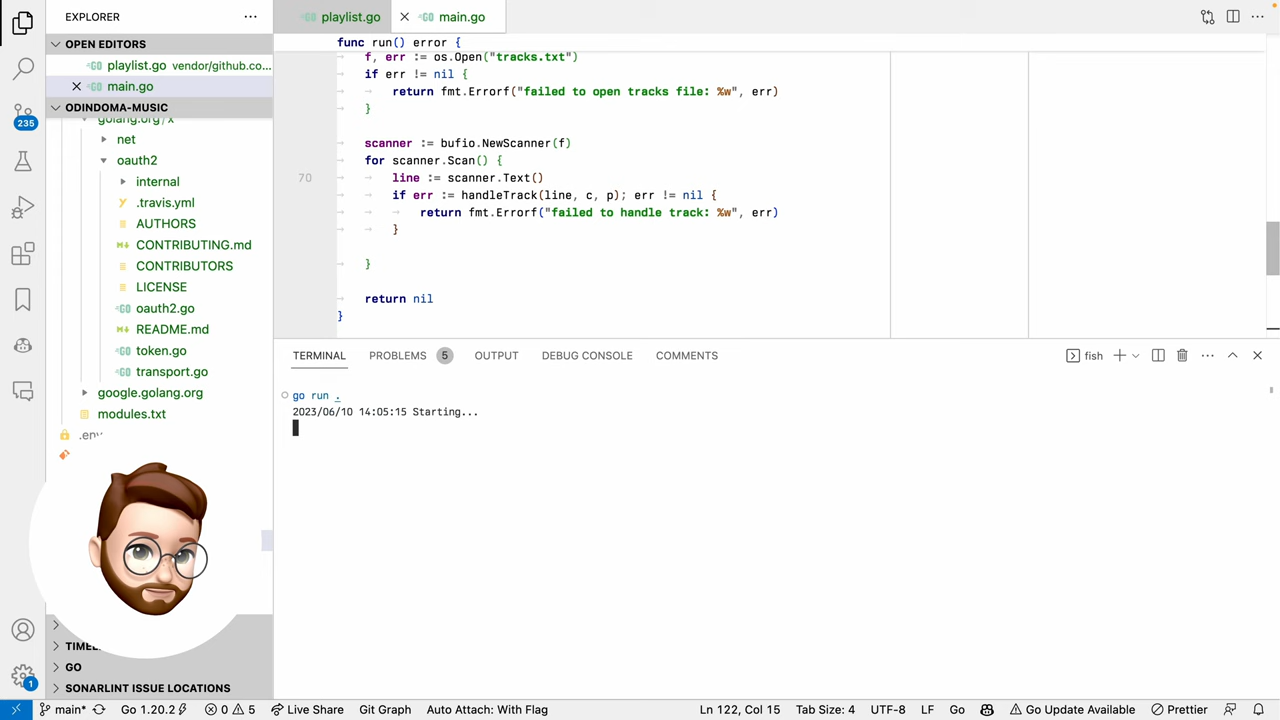 EXPLORER
OPEN EDITORS
playlist.go vendor/github.co...
main.go
ODINDOMA-MUSIC
golang.org/x
net
oauth2
internal
.travis.yml
AUTHORS
CONTRIBUTING.md
CONTRIBUTORS
LICENSE
oauth2.go
README.md
token.go
transport.go
google.golang.org
modules.txt
.env
GO
SONARLINT ISSUE LOCATIONS
235
1
playlist.go
main.go
func run() error {
f, err := os.Open("tracks.txt")
if err != nil {
return fmt.Errorf("failed to open tracks file: %w", err)
}
scanner := bufio.NewScanner(f)
for scanner.Scan() {
70 line := scanner.Text()
if err := handleTrack(line, c, p); err != nil {
return fmt.Errorf("failed to handle track: %w", err)
}
}
return nil
}
TERMINAL PROBLEMS 5 OUTPUT DEBUG CONSOLE COMMENTS
fish
go run .
2023/06/10 14:05:15 Starting...
main* Go 1.20.2 0 5 Live Share Git Graph Auto Attach: With Flag Ln 122, Col 15 Tab Size: 4 UTF-8 LF Go Go Update Available Prettier